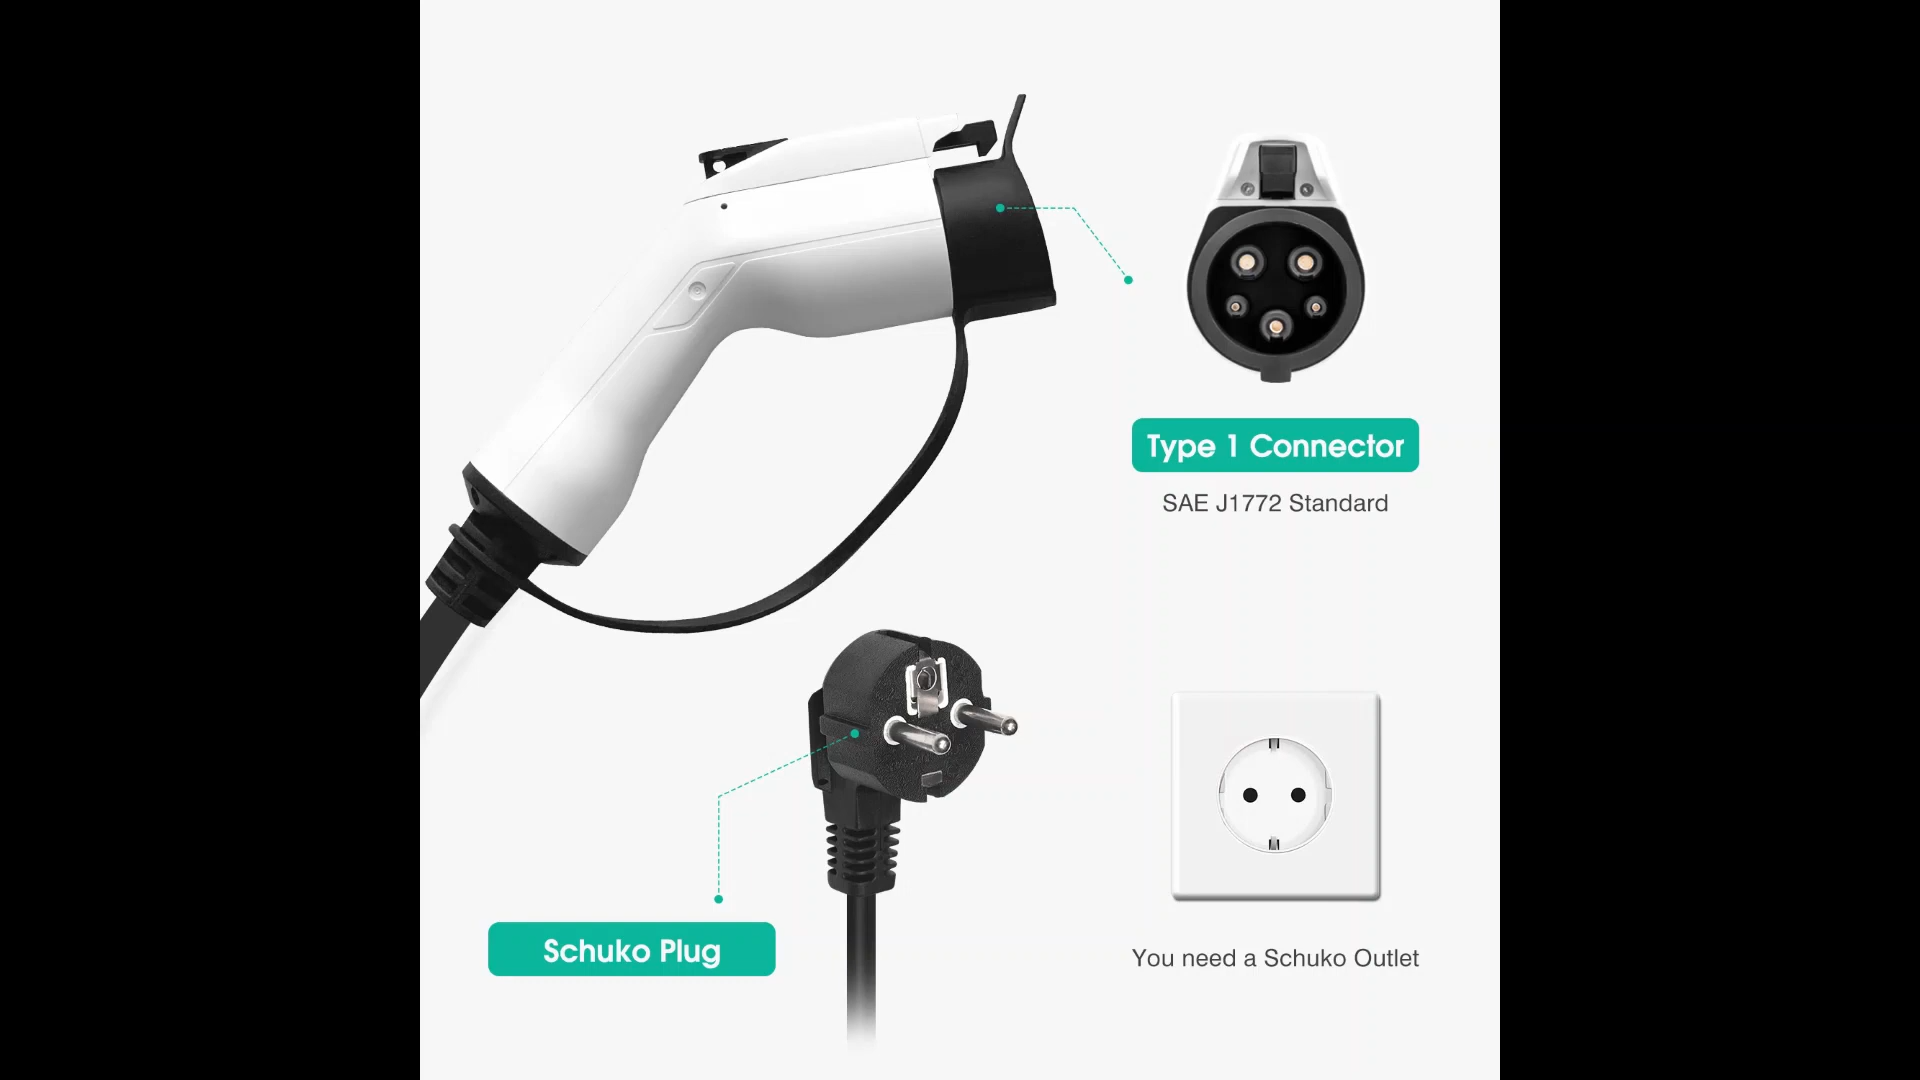 Type 1 Connector
SAE J1772 Standard
Schuko Plug
You need a Schuko Outlet